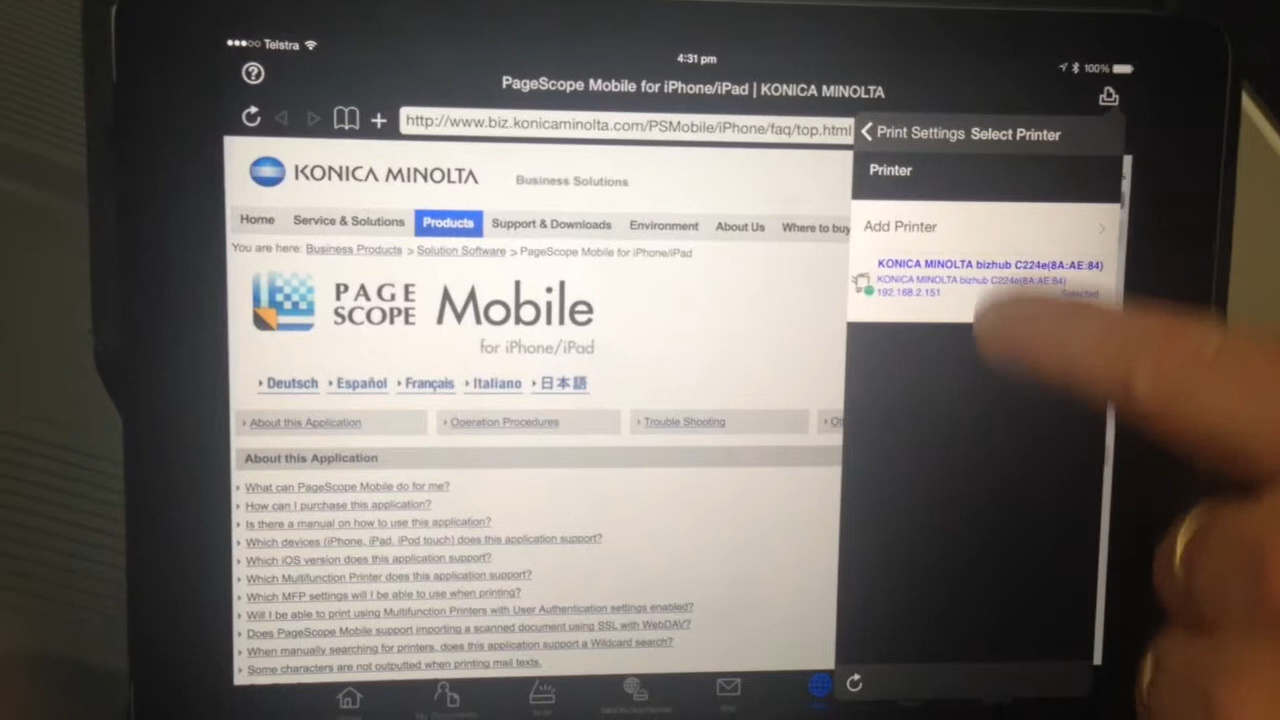 Telstra
4:31 pm
100%
PageScope Mobile for iPhone/iPad | KONICA MINOLTA
http://www.biz.konicaminolta.com/PSMobile/iPhone/faq/top.html
Print Settings Select Printer
Printer
Add Printer
KONICA MINOLTA bizhub C224e(8A:AE:84)
KONICA MINOLTA bizhub C224e(8A:AE:84)
192.168.2.151
Selected
KONICA MINOLTA Business Solutions
Home Service & Solutions Products Support & Downloads Environment About Us Where to buy
You are here: Business Products > Solution Software > PageScope Mobile for iPhone/iPad
PAGE SCOPE Mobile
for iPhone/iPad
Deutsch Español Français Italiano 日本語
About this Application Operation Procedures Trouble Shooting
About this Application
What can PageScope Mobile do for me?
How can I purchase this application?
Is there a manual on how to use this application?
Which devices (iPhone, iPad, iPod touch) does this application support?
Which iOS version does this application support?
Which Multifunction Printer does this application support?
Which MFP settings will I be able to use when printing?
Will I be able to print using Multifunction Printers with User Authentication settings enabled?
Does PageScope Mobile support importing a scanned document using SSL with WebDAV?
When manually searching for printers, does this application support a Wildcard search?
Some characters are not outputted when printing mail texts.